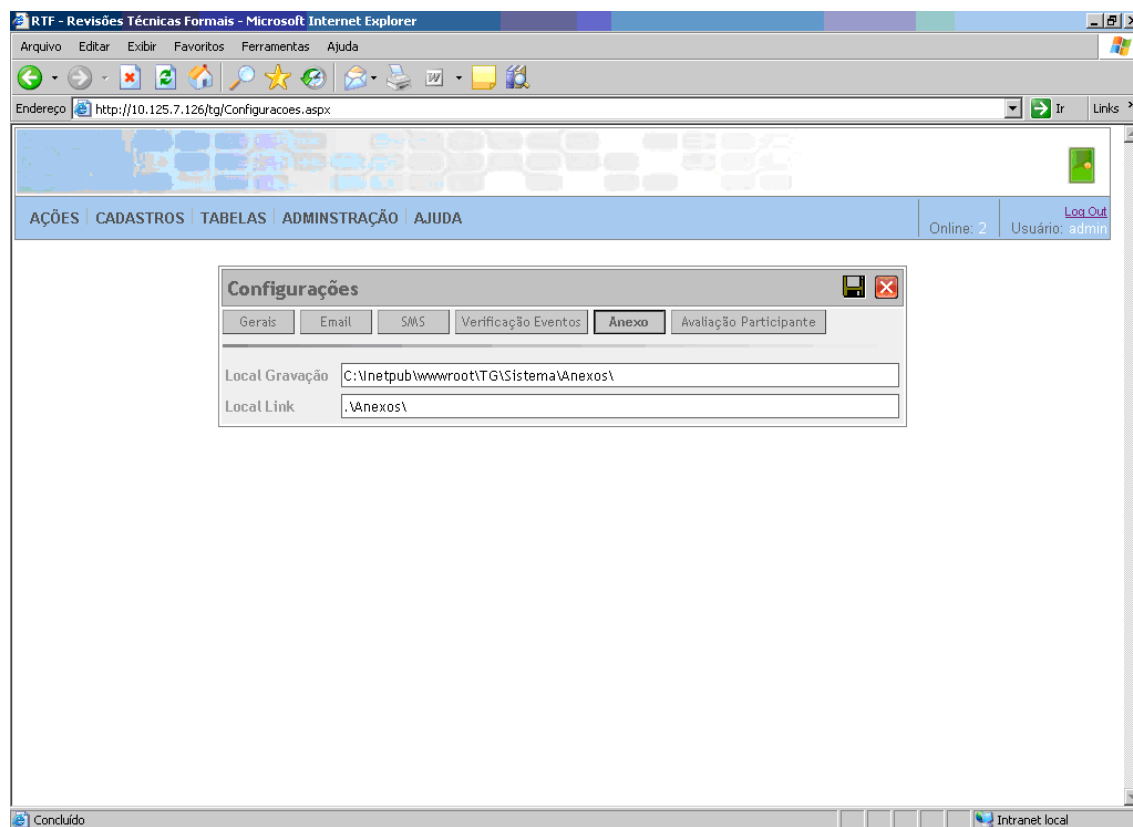 RTF - Revisões Técnicas Formais - Microsoft Internet Explorer
Arquivo Editar Exibir Favoritos Ferramentas Ajuda
Endereço http://10.125.7.126/tg/Configuracoes.aspx Ir Links »
AÇÕES CADASTROS TABELAS ADMINSTRAÇÃO AJUDA
Log Out
Online: 2 Usuário: admin
Configurações
Gerais Email SMS Verificação Eventos Anexo Avaliação Participante
Local Gravação C:\Inetpub\wwwroot\TG\Sistema\Anexos\
Local Link .\Anexos\
Concluído Intranet local